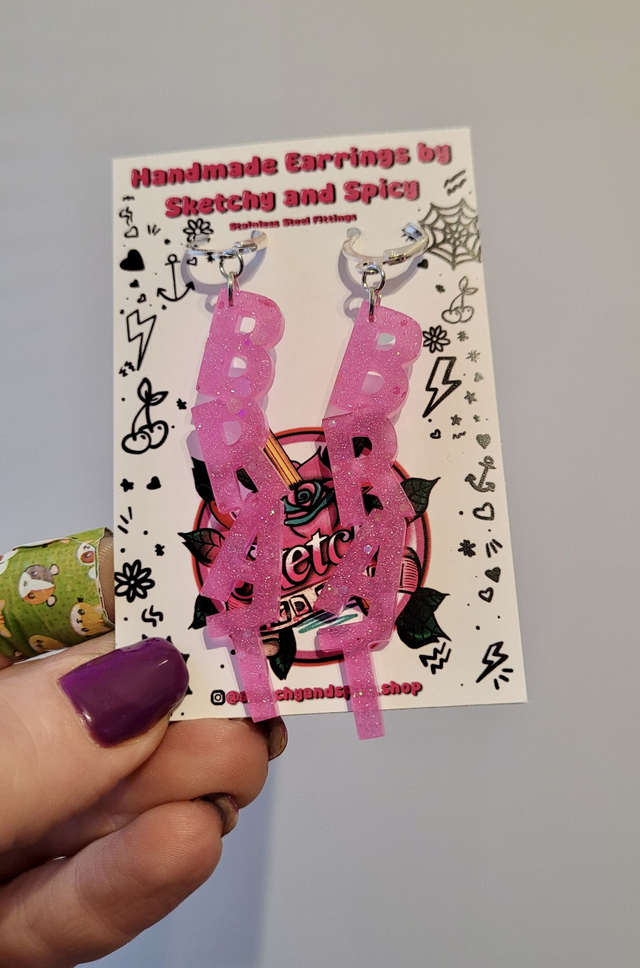 Handmade Earrings by
Sketchy and Spicy
Stainless Steel Fittings
BRAT
BRAT